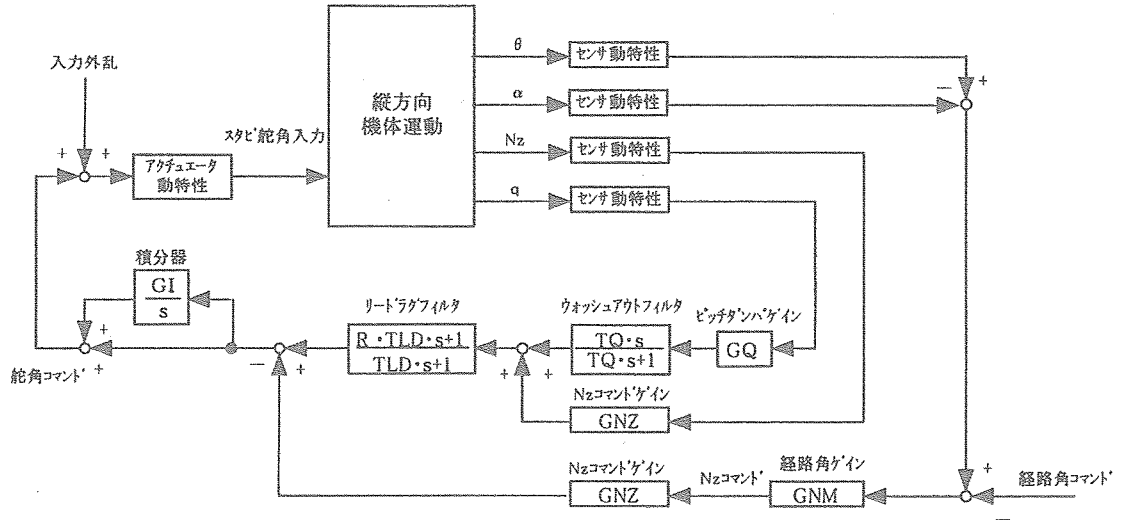 入力外乱
+
+
アクチュエータ
動特性
スタビ舵角入力
縦方向
機体運動
θ
センサ動特性
α
センサ動特性
Nz
センサ動特性
q
センサ動特性
+
−
積分器
GI
s
+
+
舵角コマンド
リードラグフィルタ
R・TLD・s+1
TLD・s+1
−
+
ウォッシュアウトフィルタ
TQ・s
TQ・s+1
+
+
ピッチダンパゲイン
GQ
Nzコマンドゲイン
GNZ
Nzコマンドゲイン
GNZ
Nzコマンド
経路角ゲイン
GNM
+
経路角コマンド
−